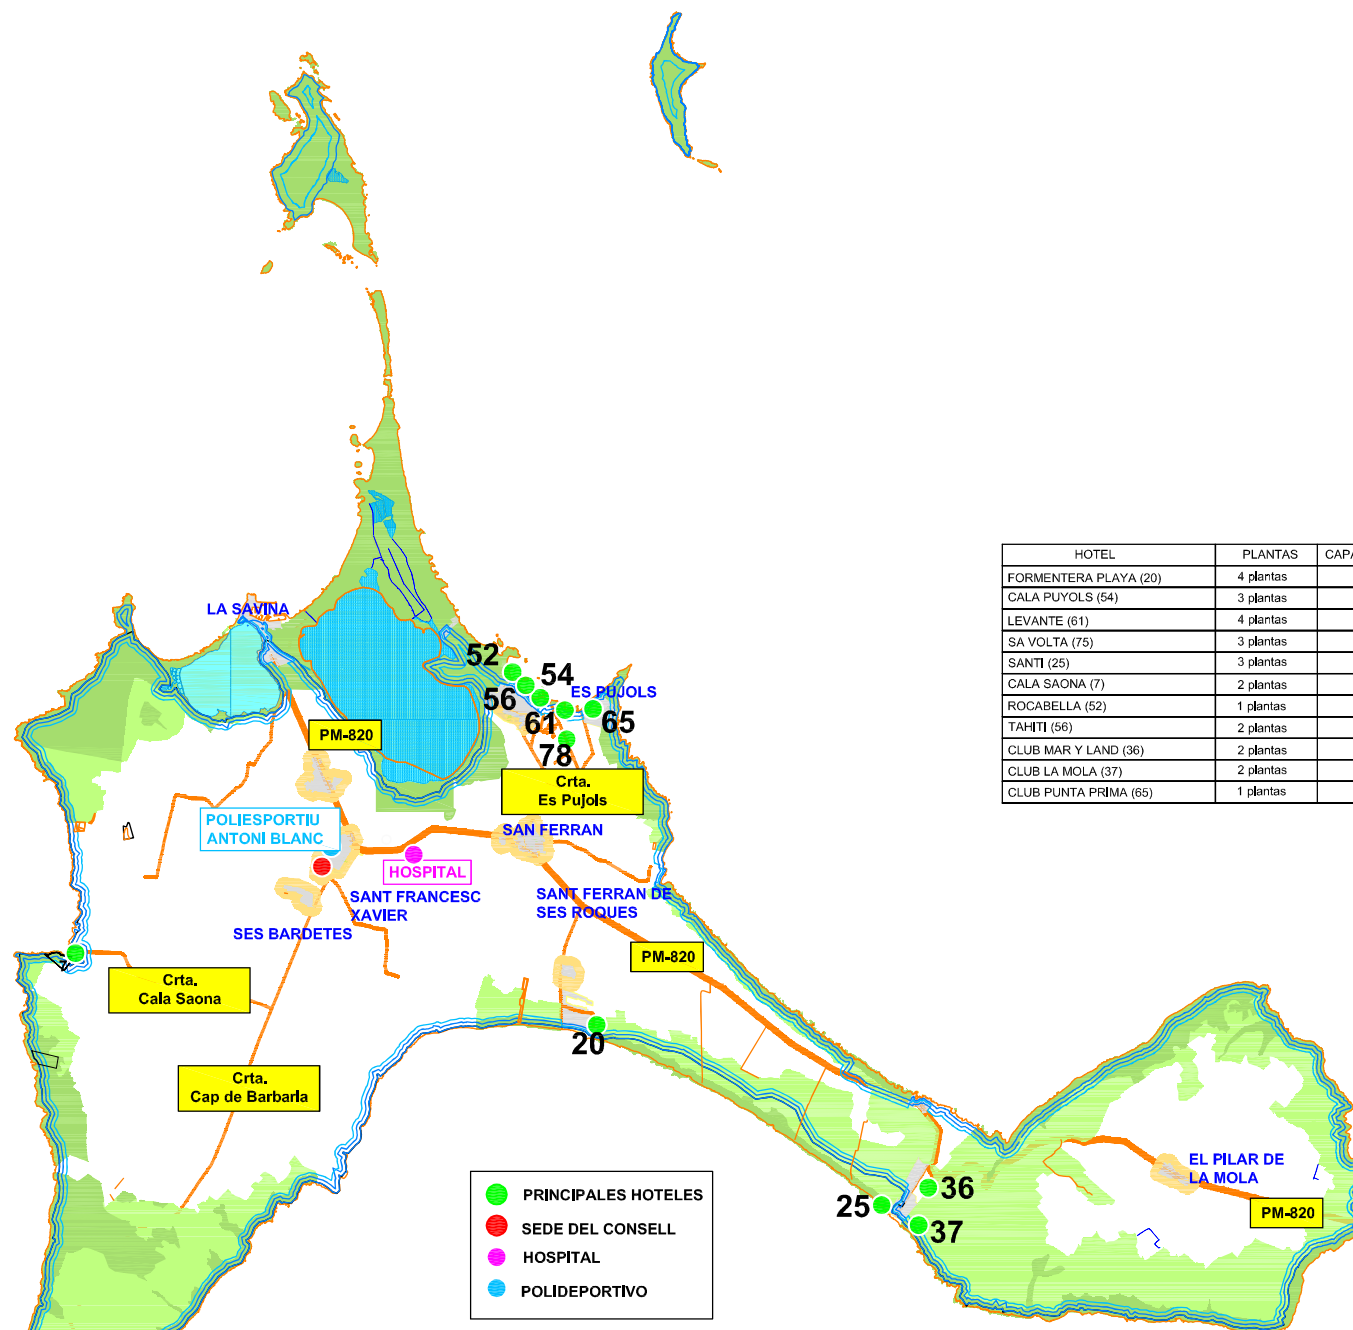 HOTEL PLANTAS CAPA
FORMENTERA PLAYA (20) 4 plantas
CALA PUYOLS (54) 3 plantas
LEVANTE (61) 4 plantas
SA VOLTA (75) 3 plantas
SANTI (25) 3 plantas
CALA SAONA (7) 2 plantas
ROCABELLA (52) 1 plantas
TAHITI (56) 2 plantas
CLUB MAR Y LAND (36) 2 plantas
CLUB LA MOLA (37) 2 plantas
CLUB PUNTA PRIMA (65) 1 plantas
LA SAVINA
52
54
56
ES PUJOLS
61
65
78
PM-820
Crta.
Es Pujols
POLIESPORTIU
ANTONI BLANC
SAN FERRAN
HOSPITAL
SANT FRANCESC
XAVIER
SANT FERRAN DE
SES ROQUES
SES BARDETES
PM-820
7
Crta.
Cala Saona
20
Crta.
Cap de Barbaria
EL PILAR DE
LA MOLA
36
25
37
PM-820
PRINCIPALES HOTELES
SEDE DEL CONSELL
HOSPITAL
POLIDEPORTIVO